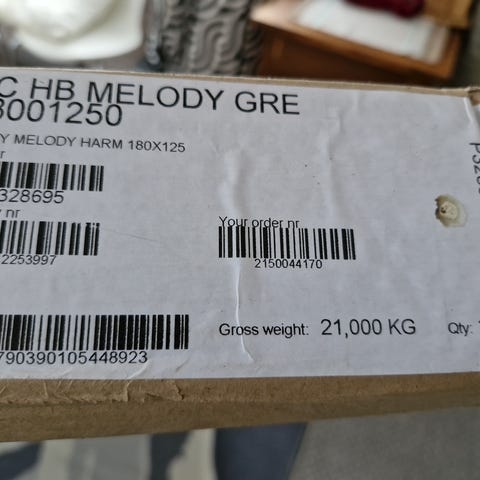 C HB MELODY GRE
3001250
Y MELODY HARM 180X125
r
328695
nr
2253997
Your order nr
2150044170
790390105448923
Gross weight: 21,000 KG Qty: